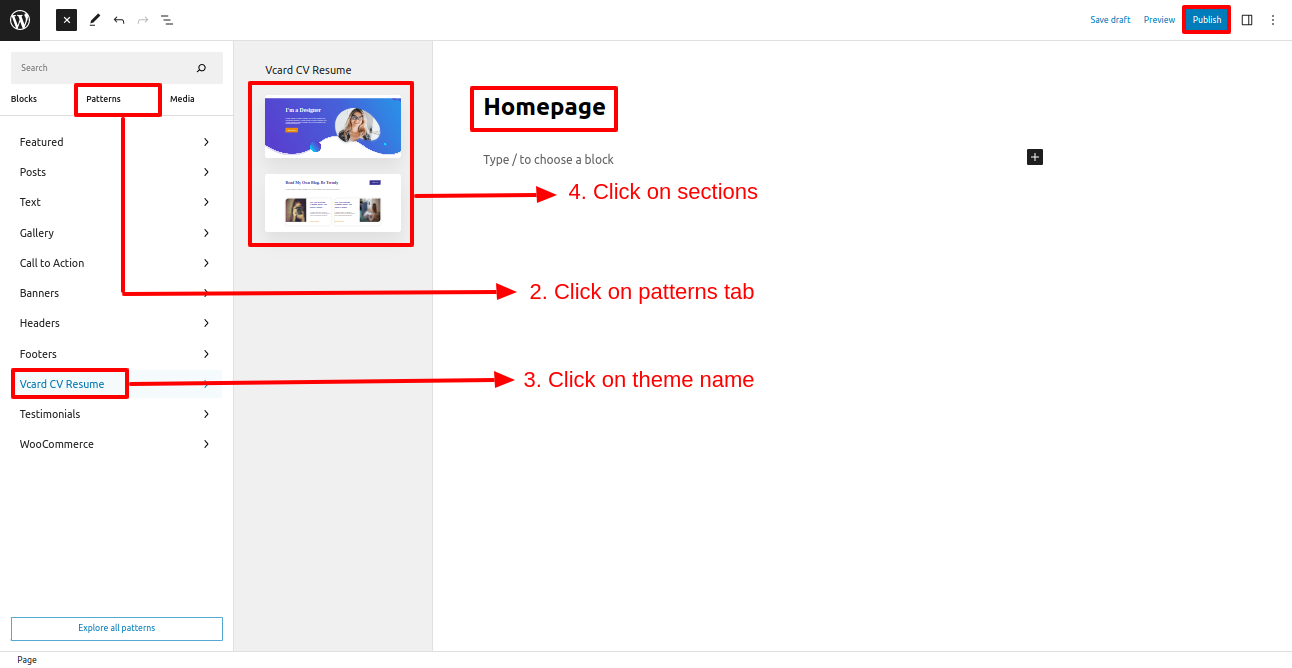 Save draft
Preview
Publish
Search
Blocks
Patterns
Media
Featured
Posts
Text
Gallery
Call to Action
Banners
Headers
Footers
Vcard CV Resume
Testimonials
WooCommerce
Explore all patterns
Page
Vcard CV Resume
I'm a Designer
Read My Own Blog, Be Trendy
Homepage
Type / to choose a block
4. Click on sections
2. Click on patterns tab
3. Click on theme name